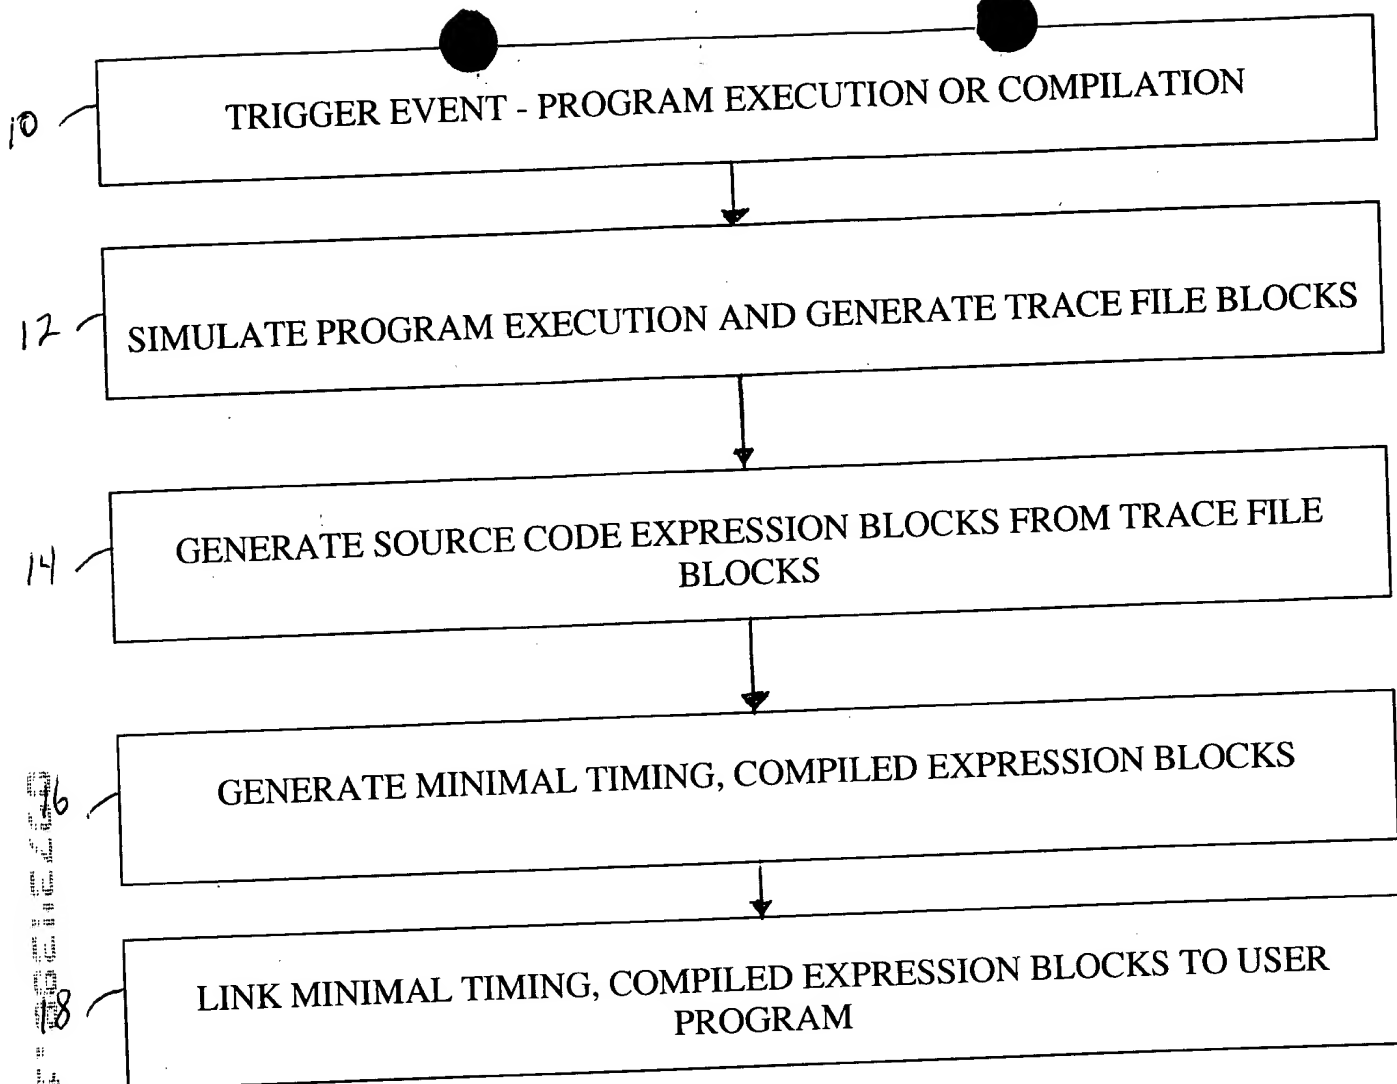 10
TRIGGER EVENT - PROGRAM EXECUTION OR COMPILATION
12
SIMULATE PROGRAM EXECUTION AND GENERATE TRACE FILE BLOCKS
14
GENERATE SOURCE CODE EXPRESSION BLOCKS FROM TRACE FILE
BLOCKS
16
GENERATE MINIMAL TIMING, COMPILED EXPRESSION BLOCKS
18
LINK MINIMAL TIMING, COMPILED EXPRESSION BLOCKS TO USER
PROGRAM